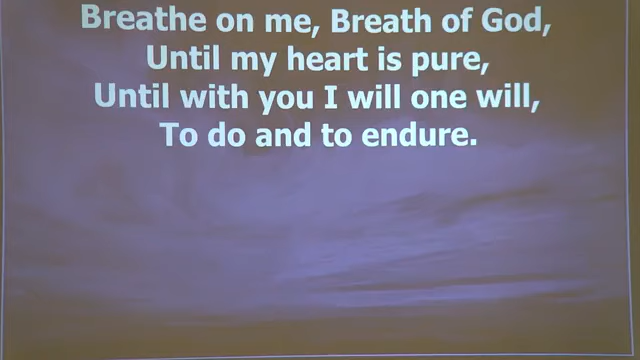 Breathe on me, Breath of God,
Until my heart is pure,
Until with you I will one will,
To do and to endure.